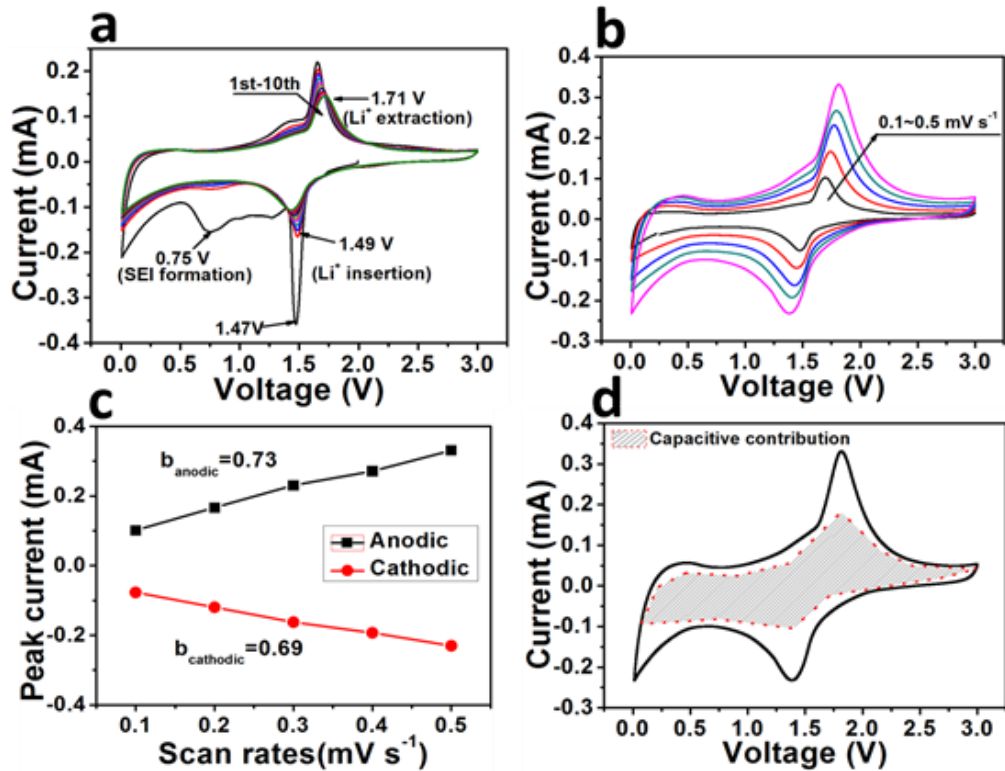 a
0.2
0.1
0.0
-0.1
-0.2
-0.3
-0.4
Current (mA)
1st-10th
1.71 V
(Li⁺ extraction)
0.75 V
(SEI formation)
1.49 V
(Li⁺ insertion)
1.47V
0.0 0.5 1.0 1.5 2.0 2.5 3.0
Voltage (V)
b
0.4
0.3
0.2
0.1
0.0
-0.1
-0.2
-0.3
Current (mA)
0.1~0.5 mV s⁻¹
0.0 0.5 1.0 1.5 2.0 2.5 3.0
Voltage (V)
c
0.4
0.2
0.0
-0.2
-0.4
Peak current (mA)
b_anodic=0.73
Anodic
Cathodic
b_cathodic=0.69
0.1 0.2 0.3 0.4 0.5
Scan rates(mV s⁻¹)
d
0.4
0.3
0.2
0.1
0.0
-0.1
-0.2
-0.3
Current (mA)
Capacitive contribution
0.0 0.5 1.0 1.5 2.0 2.5 3.0
Voltage (V)